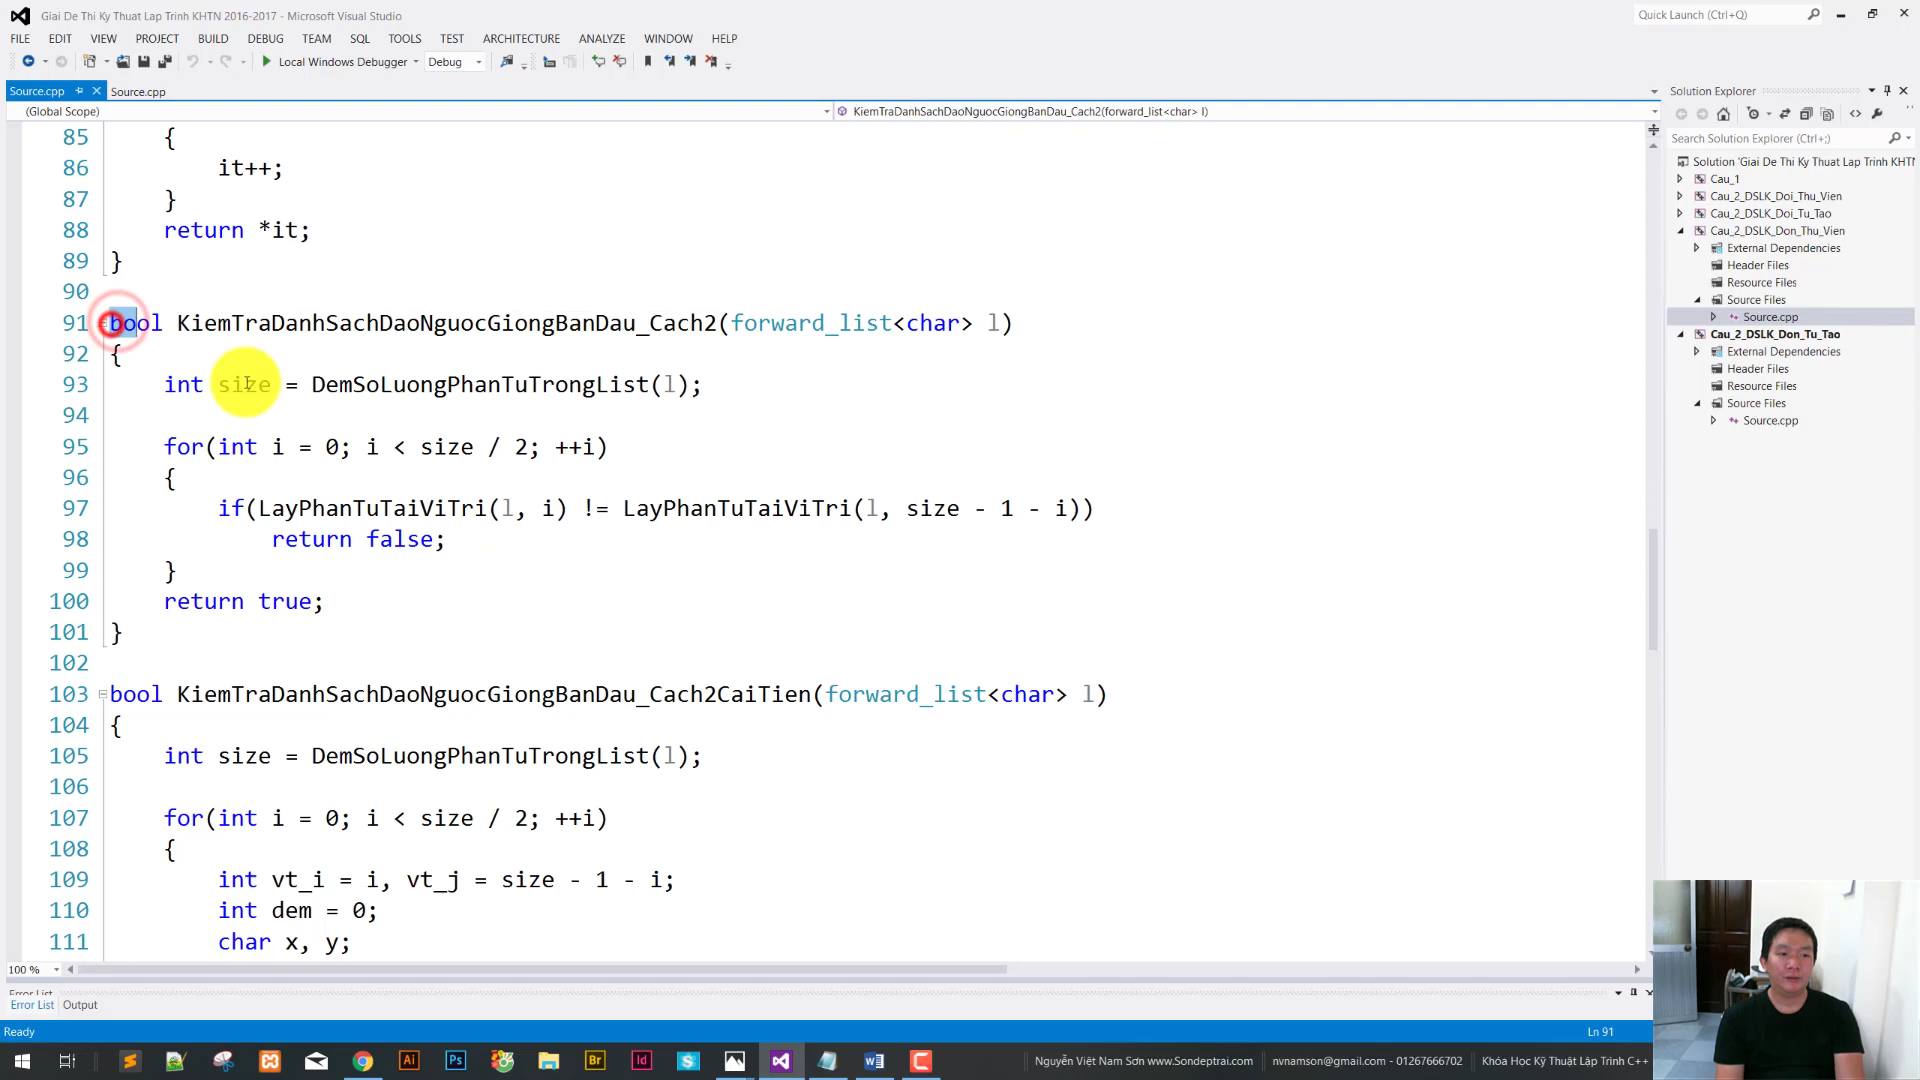 Giai De Thi Ky Thuat Lap Trinh KHTN 2016-2017 - Microsoft Visual Studio
Quick Launch (Ctrl+Q)
FILE EDIT VIEW PROJECT BUILD DEBUG TEAM SQL TOOLS TEST ARCHITECTURE ANALYZE WINDOW HELP
Local Windows Debugger Debug
Source.cpp Source.cpp
(Global Scope) KiemTraDanhSachDaoNguocGiongBanDau_Cach2(forward_list<char> l)
85 {
86 it++;
87 }
88 return *it;
89 }
90
91 bool KiemTraDanhSachDaoNguocGiongBanDau_Cach2(forward_list<char> l)
92 {
93 int size = DemSoLuongPhanTuTrongList(l);
94
95 for(int i = 0; i < size / 2; ++i)
96 {
97 if(LayPhanTuTaiViTri(l, i) != LayPhanTuTaiViTri(l, size - 1 - i))
98 return false;
99 }
100 return true;
101 }
102
103 bool KiemTraDanhSachDaoNguocGiongBanDau_Cach2CaiTien(forward_list<char> l)
104 {
105 int size = DemSoLuongPhanTuTrongList(l);
106
107 for(int i = 0; i < size / 2; ++i)
108 {
109 int vt_i = i, vt_j = size - 1 - i;
110 int dem = 0;
111 char x, y;
100 %
Error List
Error List Output
Ready Ln 91
Solution Explorer
Search Solution Explorer (Ctrl+;)
Solution 'Giai De Thi Ky Thuat Lap Trinh KHTN
Cau_1
Cau_2_DSLK_Doi_Thu_Vien
Cau_2_DSLK_Doi_Tu_Tao
Cau_2_DSLK_Don_Thu_Vien
External Dependencies
Header Files
Resource Files
Source Files
Source.cpp
Cau_2_DSLK_Don_Tu_Tao
External Dependencies
Header Files
Resource Files
Source Files
Source.cpp
Ai Ps Br Id
Nguyễn Việt Nam Sơn www.Sondeptrai.com nvnamson@gmail.com - 01267666702 Khóa Học Kỹ Thuật Lập Trình C++